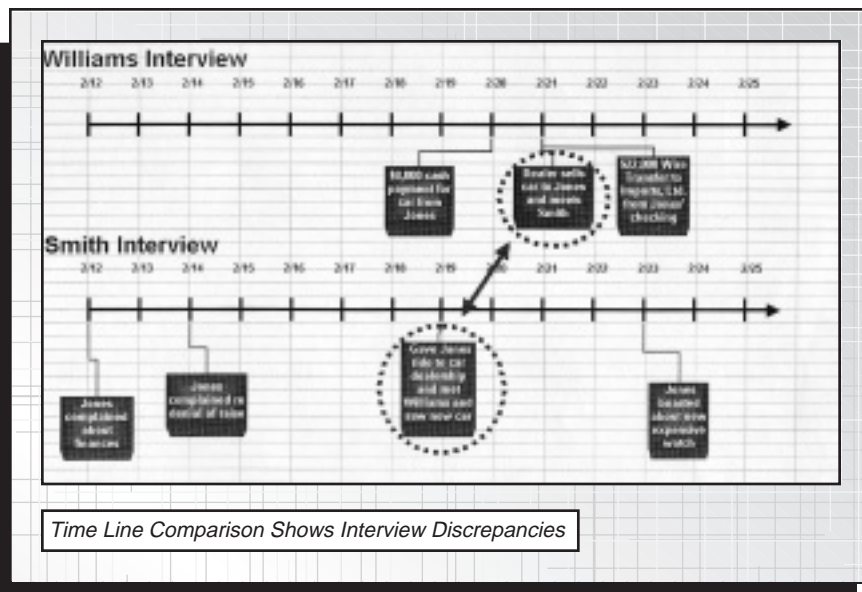 Williams Interview
2/12 2/13 2/14 2/15 2/16 2/17 2/18 2/19 2/20 2/21 2/22 2/23 2/24 2/25
cash
payment for
car from
Jones
Dealer sells
car to Jones
and meets
Smith
Wire
Transfer to
Imports, Ltd.
from Jones'
checking
Smith Interview
2/12 2/13 2/14 2/15 2/16 2/17 2/18 2/19 2/20 2/21 2/22 2/23 2/24 2/25
Jones
complained
about
finances
Jones
complained re
denial of raise
Gave Jones
ride to car
dealership
and met
Williams and
saw new car
Jones
boasted
about new
expensive
watch
Time Line Comparison Shows Interview Discrepancies